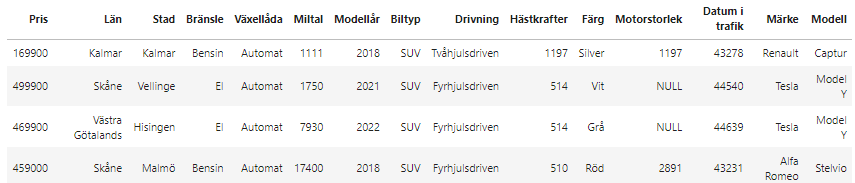 Pris Län Stad Bränsle Växellåda Miltal Modellår Biltyp Drivning Hästkrafter Färg Motorstorlek Datum i trafik Märke Modell
169900 Kalmar Kalmar Bensin Automat 1111 2018 SUV Tvåhjulsdriven 1197 Silver 1197 43278 Renault Captur
499900 Skåne Vellinge El Automat 1750 2021 SUV Fyrhjulsdriven 514 Vit NULL 44540 Tesla Model Y
469900 Västra Götalands Hisingen El Automat 7930 2022 SUV Fyrhjulsdriven 514 Grå NULL 44639 Tesla Model Y
459000 Skåne Malmö Bensin Automat 17400 2018 SUV Fyrhjulsdriven 510 Röd 2891 43231 Alfa Romeo Stelvio